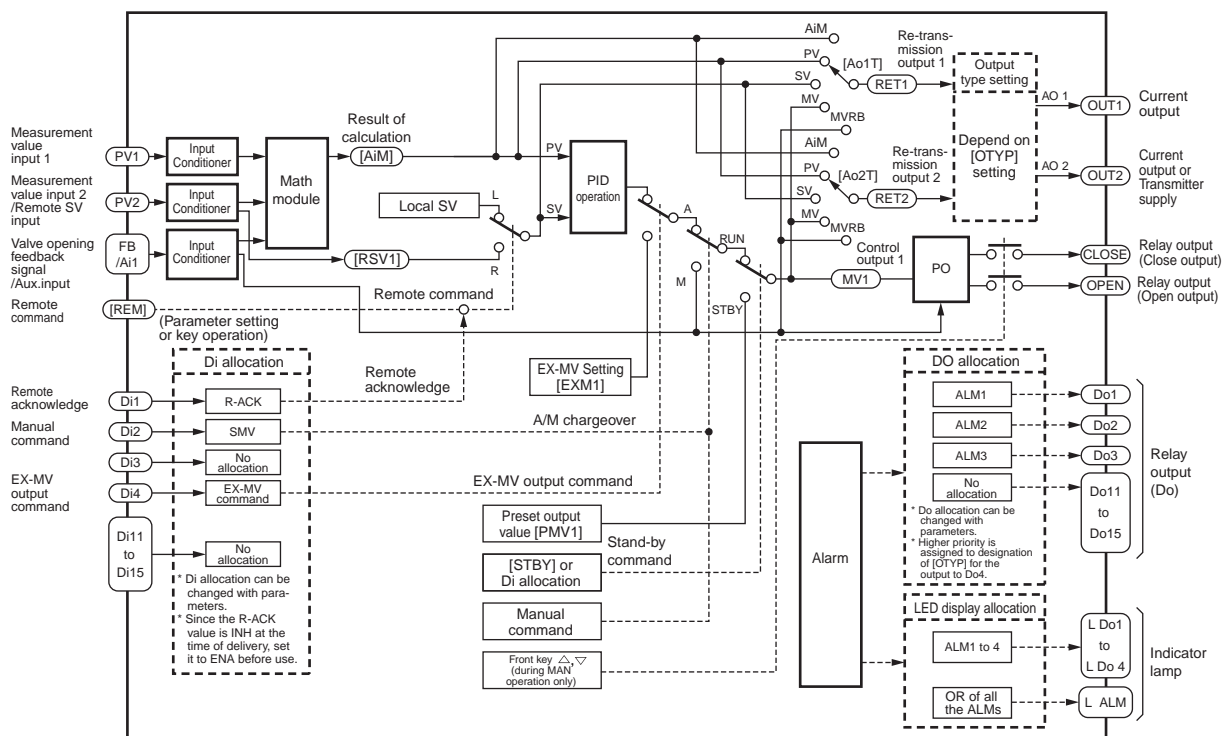 AiM
PV
SV
MV
MVRB
[Ao1T]
Re-trans-
mission
output 1
RET1
Output
type setting
Depend on
[OTYP]
setting
AO 1
OUT1
Current
output
AiM
PV
SV
MV
MVRB
[Ao2T]
Re-trans-
mission
output 2
RET2
AO 2
OUT2
Current
output or
Transmitter
supply
Measurement
value
input 1
PV1
Input
Conditioner
Measurement
value input 2
/Remote SV
input
PV2
Input
Conditioner
Valve opening
feedback
signal
/Aux.input
FB
/Ai1
Input
Conditioner
Math
module
Result of
calculation
[AiM]
PV
SV
PID
operation
Local SV
L
R
[RSV1]
A
M
RUN
STBY
Control
output 1
MV1
PO
CLOSE
Relay output
(Close output)
OPEN
Relay output
(Open output)
Remote
command
[REM]
Remote command
(Parameter setting
or key operation)
Di allocation
Remote
acknowledge
EX-MV Setting
[EXM1]
Remote
acknowledge
Di1
R-ACK
Manual
command
Di2
SMV
A/M chargeover
Di3
No
allocation
EX-MV
output
command
Di4
EX-MV
command
EX-MV output command
Di11
to
Di15
No
allocation
* Di allocation can be
changed with para-
meters.
* Since the R-ACK
value is INH at the
time of delivery, set
it to ENA before use.
Preset output
value [PMV1]
Stand-by
command
[STBY] or
Di allocation
Manual
command
Front key △,▽
(during MAN
operation only)
Alarm
DO allocation
ALM1
Do1
ALM2
Do2
ALM3
Do3
No
allocation
Do11
to
Do15
Relay
output
(Do)
* Do allocation can be
changed with
parameters.
* Higher priority is
assigned to designation
of [OTYP] for the
output to Do4.
LED display allocation
ALM1 to 4
L Do1
to
L Do 4
OR of all
the ALMs
L ALM
Indicator
lamp